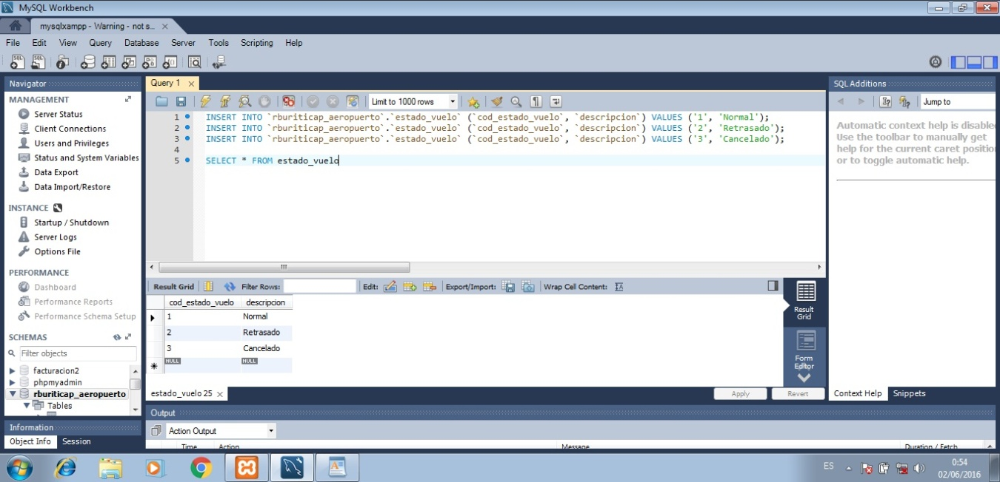 MySQL Workbench
mysqlxampp - Warning - not s...
File Edit View Query Database Server Tools Scripting Help
Navigator
MANAGEMENT
Server Status
Client Connections
Users and Privileges
Status and System Variables
Data Export
Data Import/Restore
INSTANCE
Startup / Shutdown
Server Logs
Options File
PERFORMANCE
Dashboard
Performance Reports
Performance Schema Setup
SCHEMAS
Filter objects
facturacion2
phpmyadmin
rburiticap_aeropuerto
Tables
Information
Object Info Session
Query 1
Limit to 1000 rows
1 INSERT INTO `rburiticap_aeropuerto`.`estado_vuelo` (`cod_estado_vuelo`, `descripcion`) VALUES ('1', 'Normal');
2 INSERT INTO `rburiticap_aeropuerto`.`estado_vuelo` (`cod_estado_vuelo`, `descripcion`) VALUES ('2', 'Retrasado');
3 INSERT INTO `rburiticap_aeropuerto`.`estado_vuelo` (`cod_estado_vuelo`, `descripcion`) VALUES ('3', 'Cancelado');
4
5 SELECT * FROM estado_vuelo
Result Grid Filter Rows: Edit: Export/Import: Wrap Cell Content:
cod_estado_vuelo descripcion
1 Normal
2 Retrasado
3 Cancelado
NULL NULL
Result
Grid
Form
Editor
estado_vuelo 25
Apply Revert
Output
Action Output
Time Action Message Duration / Fetch
SQL Additions
Jump to
Automatic context help is disable
Use the toolbar to manually get
help for the current caret positio
or to toggle automatic help.
Context Help Snippets
ES
0:54
02/06/2016